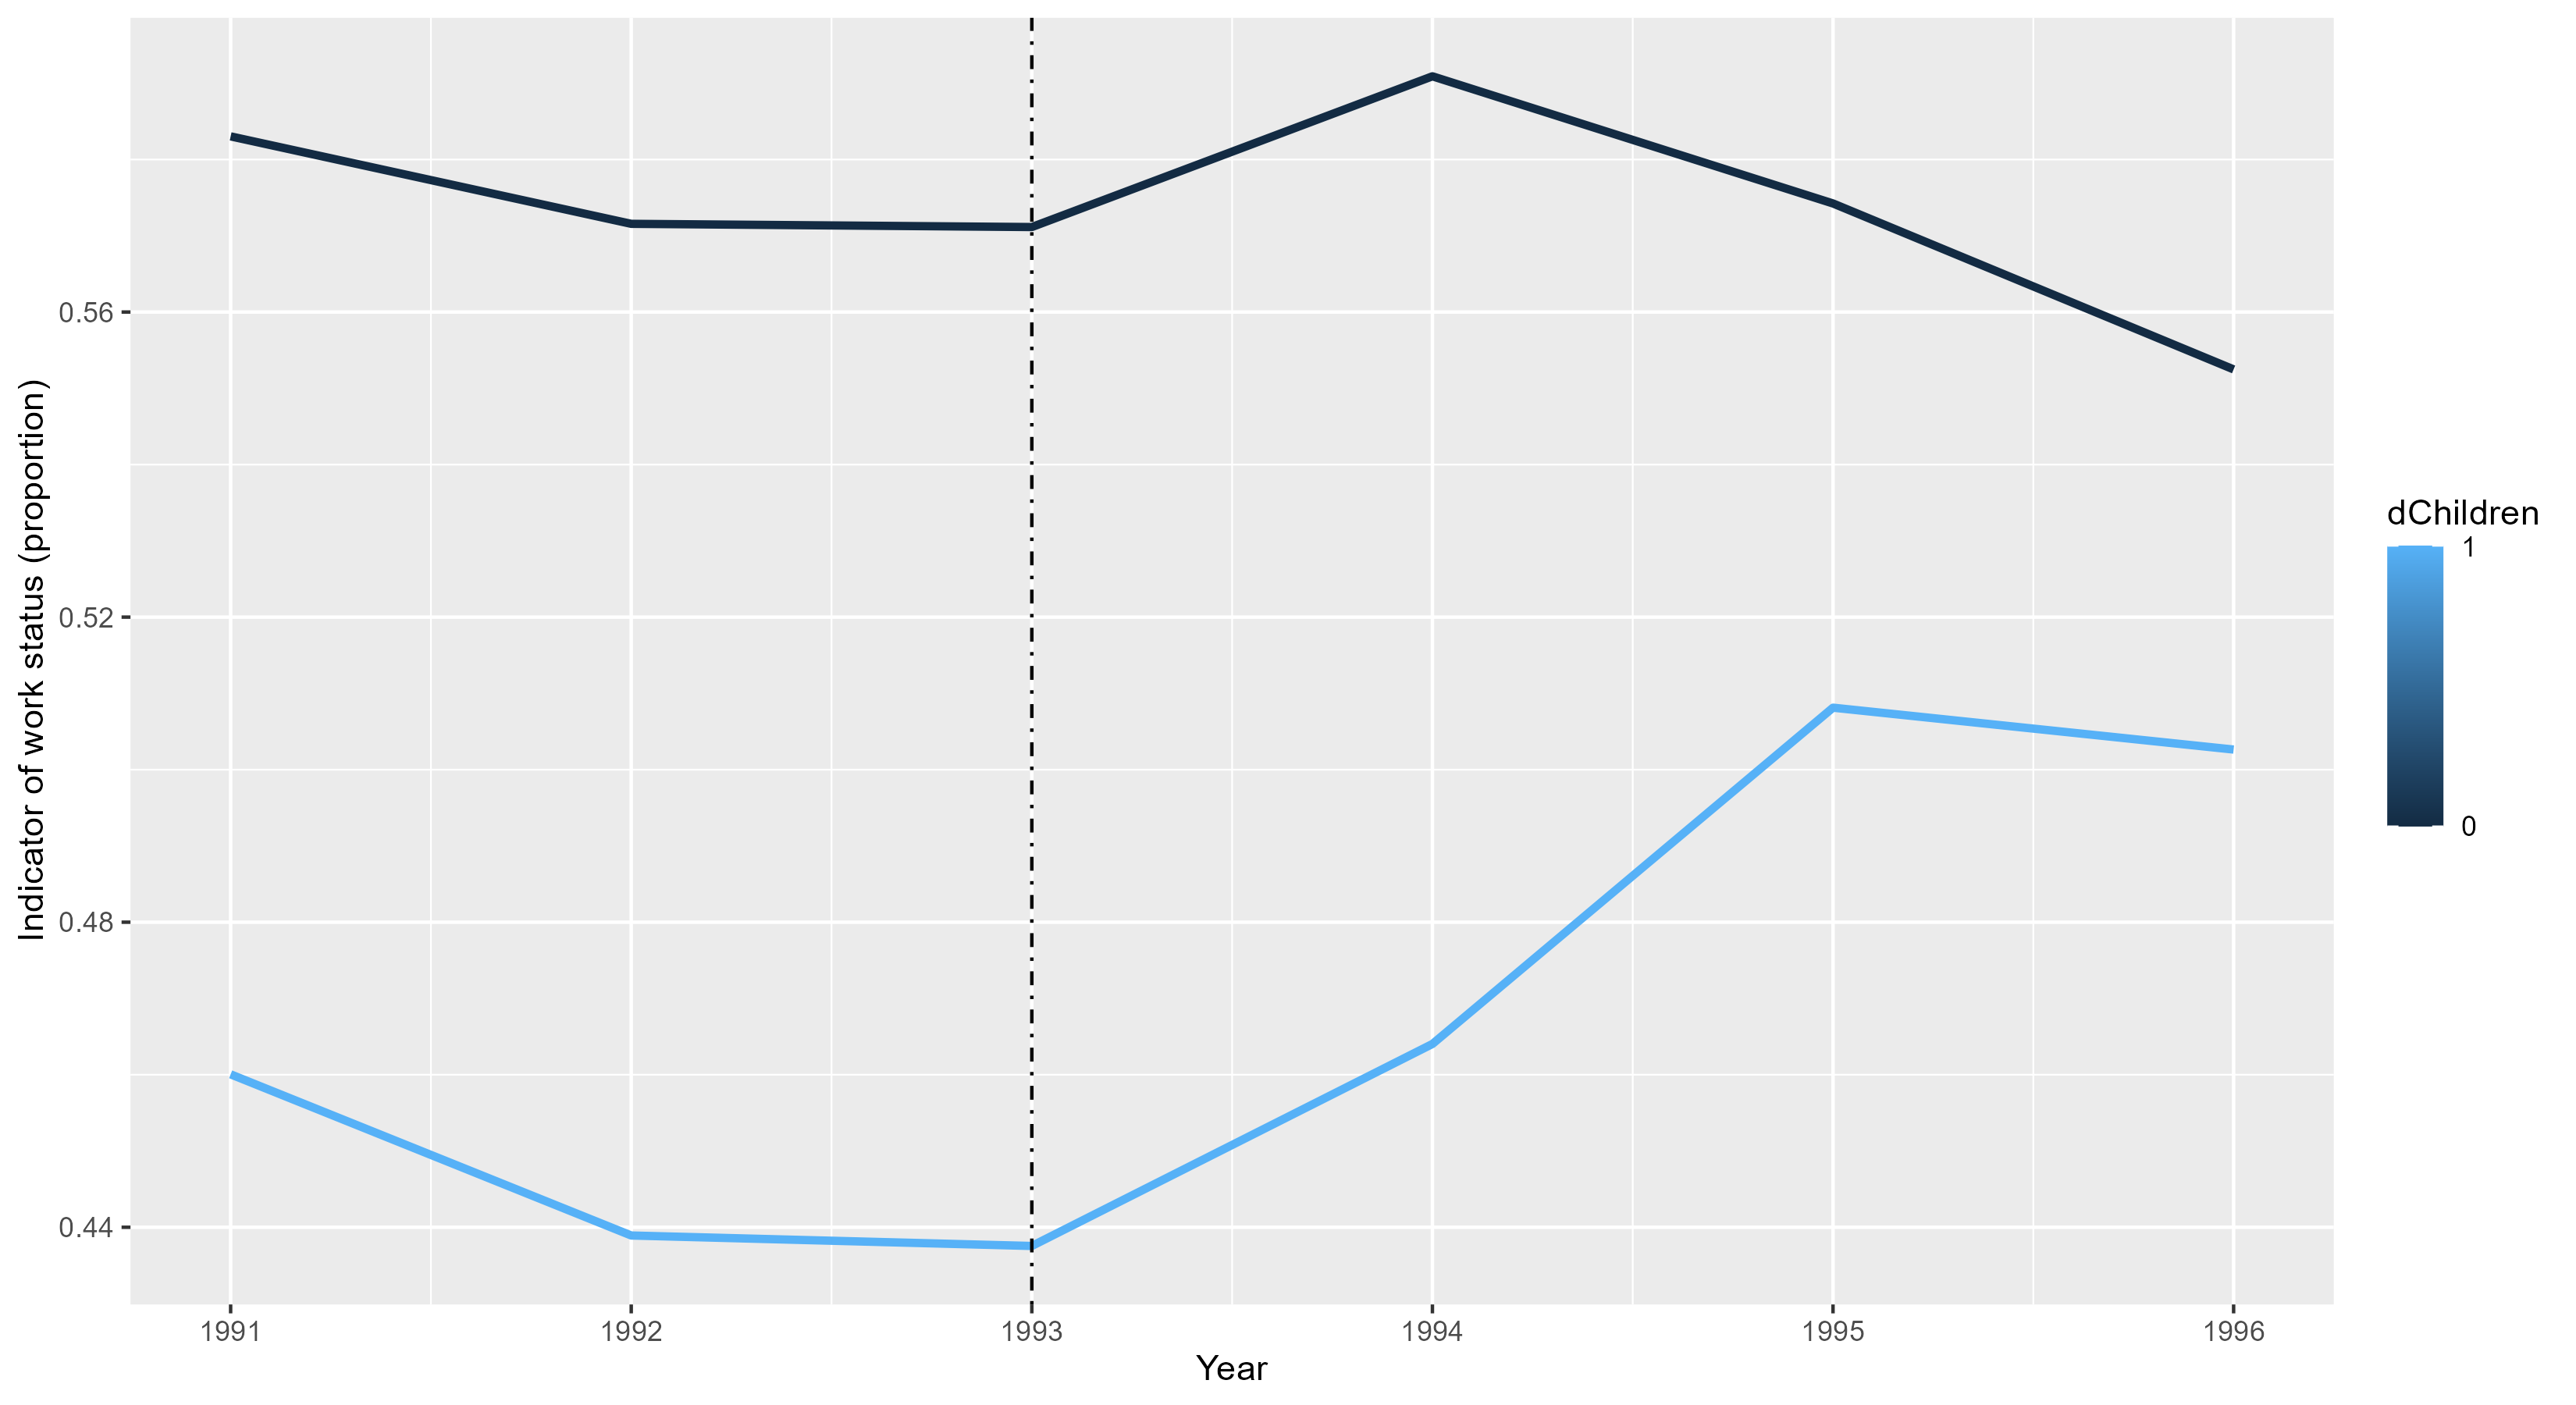 Indicator of work status (proportion)
0.56
0.52
0.48
0.44
1991 1992 1993 1994 1995 1996
Year
dChildren
1
0